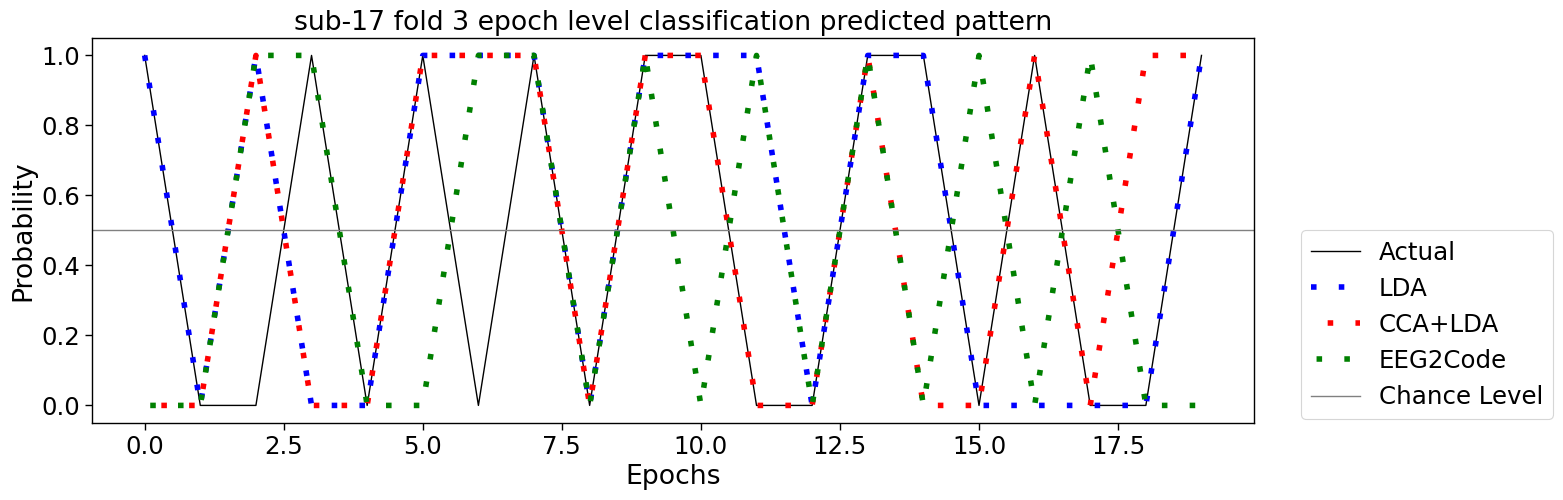 sub-17 fold 3 epoch level classification predicted pattern
Probability
1.0
0.8
0.6
0.4
0.2
0.0
0.0 2.5 5.0 7.5 10.0 12.5 15.0 17.5
Epochs
Actual
LDA
CCA+LDA
EEG2Code
Chance Level